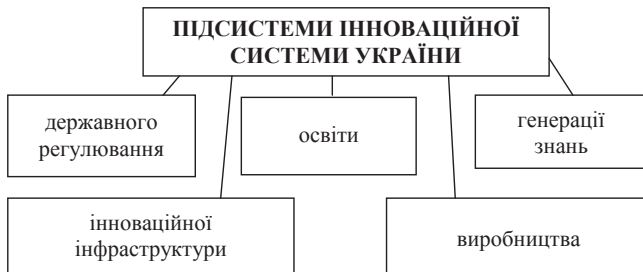 ПІДСИСТЕМИ ІННОВАЦІЙНОЇ
СИСТЕМИ УКРАЇНИ
державного
регулювання
освіти
генерації
знань
інноваційної
інфраструктури
виробництва